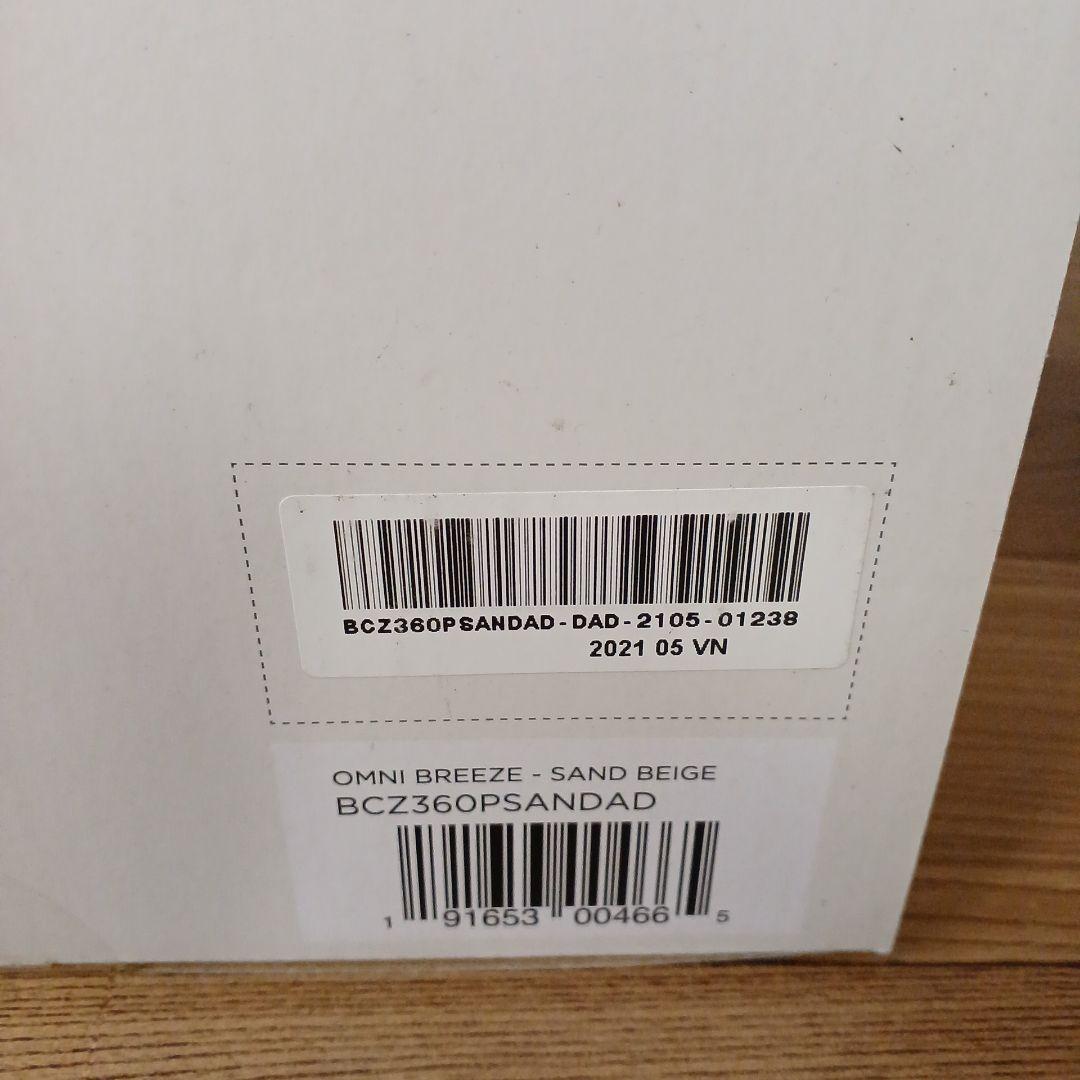 BCZ360PSANDAD-DAD-2105-01238
2021 05 VN
OMNI BREEZE - SAND BEIGE
BCZ360PSANDAD
1 91653 00466 5